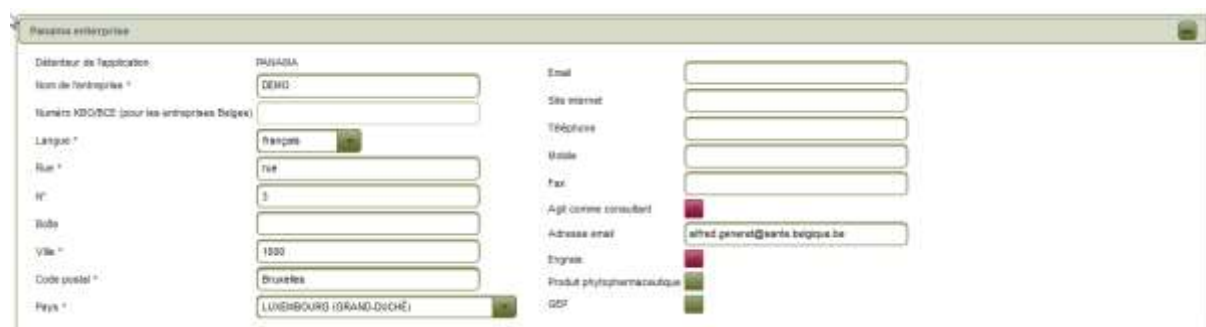 Panama enterprise
Détenteur de l'application PANAMA
Nom de l'entreprise * DEMO
Numéro KBO/BCE (pour les entreprises Belges)
Langue * français
Rue * rue
N° 3
Boîte
Ville * 1000
Code postal * Bruxelles
Pays * LUXEMBOURG (GRAND-DUCHÉ)
Email
Site internet
Téléphone
Mobile
Fax
Agit comme consultant
Adresse email alfred.generet@sante.belgique.be
Engrais
Produit phytopharmaceutique
GEF